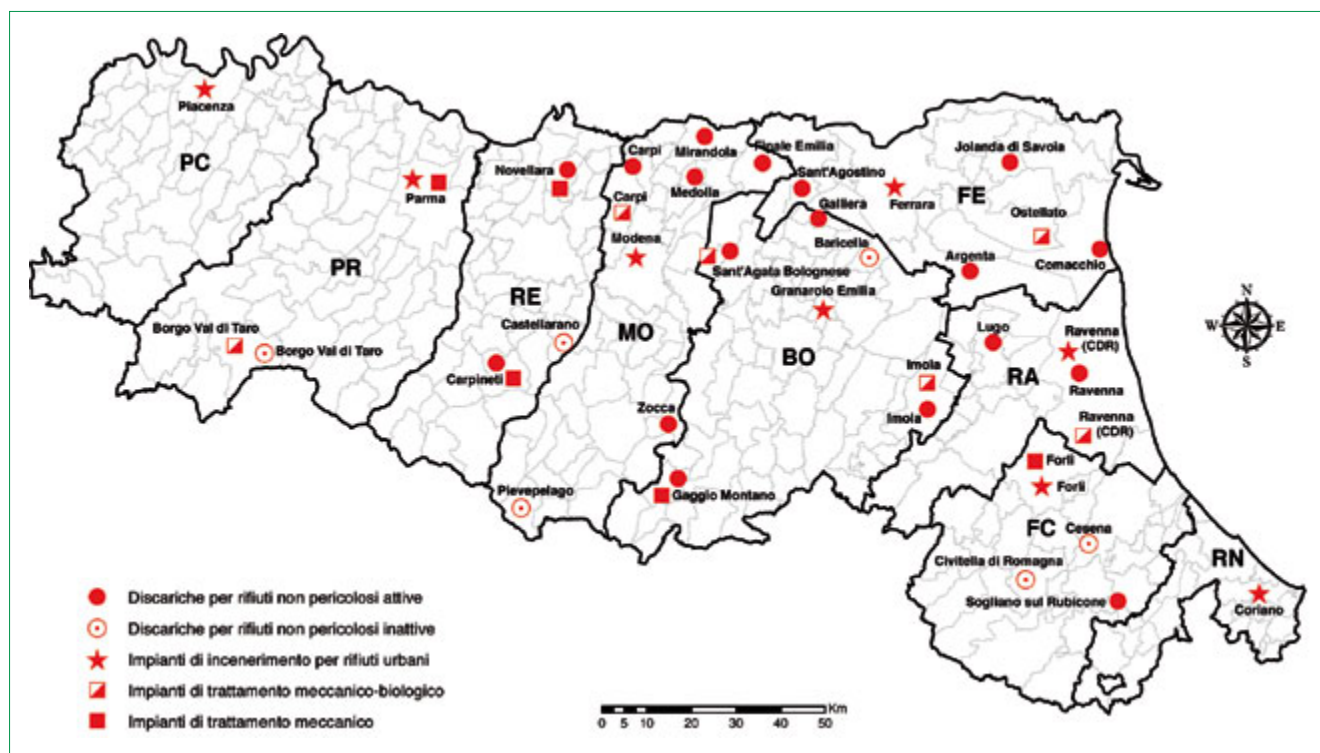 Piacenza
PC
Parma
PR
Borgo Val di Taro
Borgo Val di Taro
Novellara
RE
Castellarano
Carpineti
Carpi
Mirandola
Finale Emilia
Medolla
Carpi
Modena
MO
Zocca
Pievepelago
Sant'Agostino
Galliera
Baricella
Sant'Agata Bolognese
Granarolo Emilia
BO
Imola
Imola
Gaggio Montano
Jolanda di Savoia
Ferrara
FE
Ostellato
Argenta
Comacchio
Lugo
Ravenna
(CDR)
RA
Ravenna
Ravenna
(CDR)
Forlì
Forlì
FC
Cesena
Civitella di Romagna
Sogliano sul Rubicone
RN
Coriano
N
W
E
S
Discariche per rifiuti non pericolosi attive
Discariche per rifiuti non pericolosi inattive
Impianti di incenerimento per rifiuti urbani
Impianti di trattamento meccanico-biologico
Impianti di trattamento meccanico
Km
0 5 10 20 30 40 50